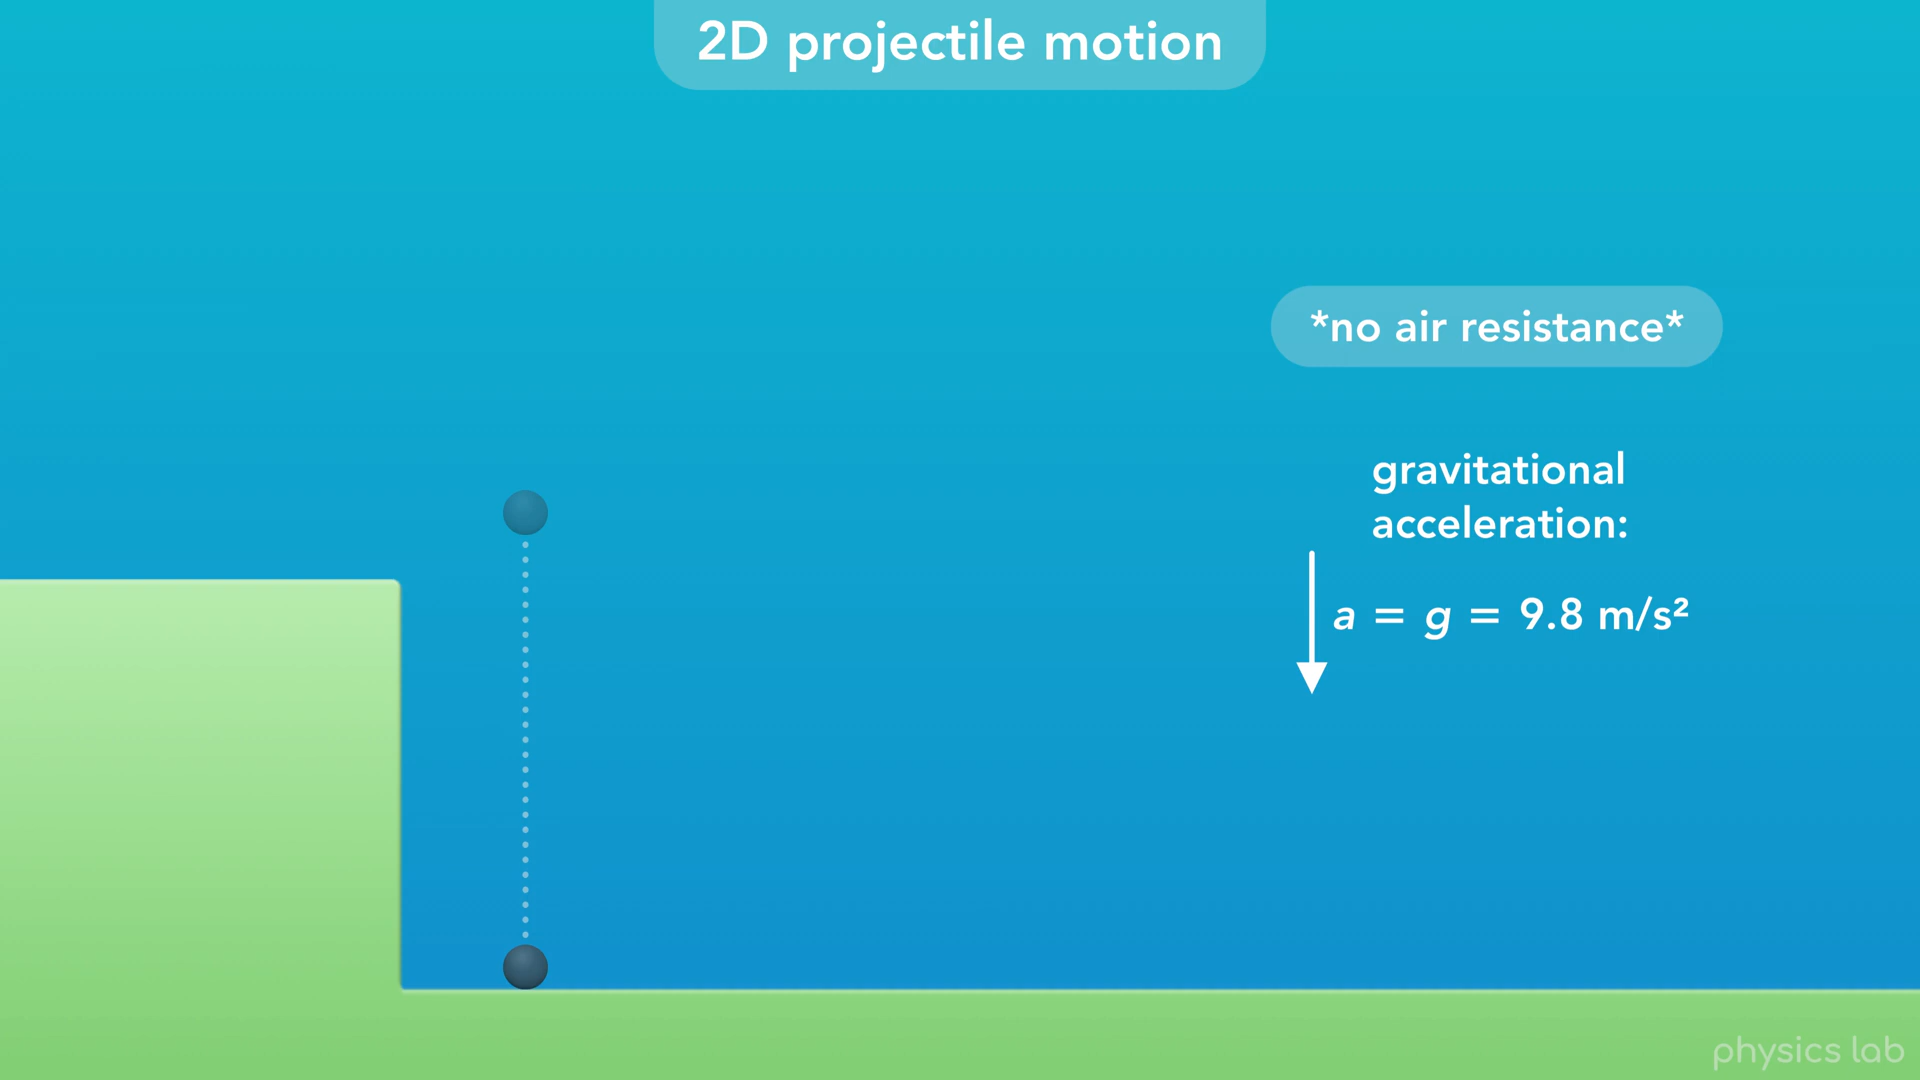 2D projectile motion
*no air resistance*
gravitational
acceleration:
a = g = 9.8 m/s²
physics lab